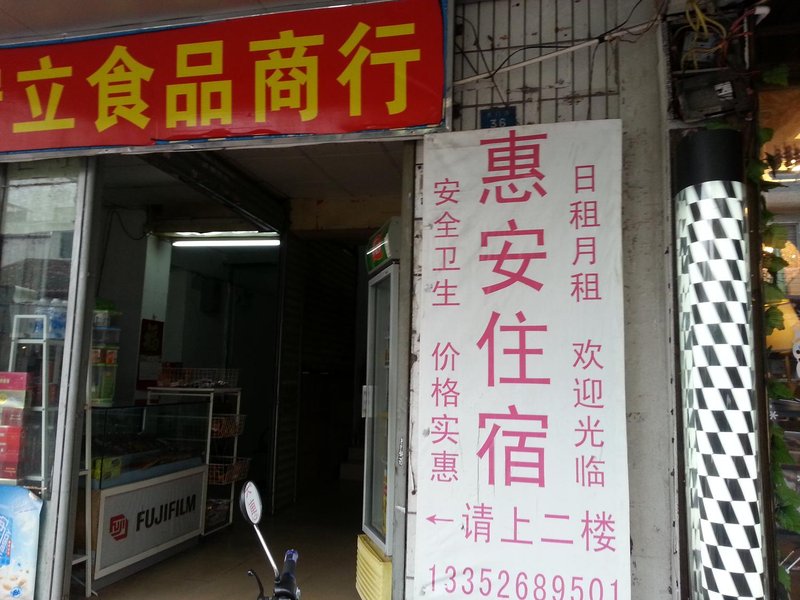 立食品商行
36
惠安住宿
日租月租 欢迎光临
安全卫生 价格实惠
←请上二楼
13352689501
FUJIFILM